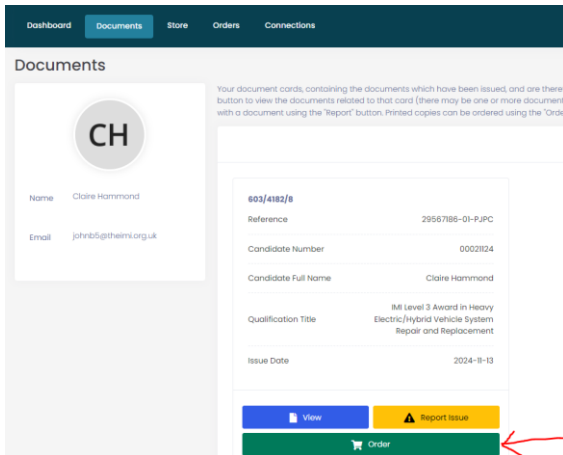 Dashboard Documents Store Orders Connections
Documents
Your document cards, containing the documents which have been issued, and are there
button to view the documents related to that card (there may be one or more document
with a document using the "Report" button. Printed copies can be ordered using the "Orde
CH
Name Claire Hammond
Email johnb5@theimi.org.uk
603/4182/8
Reference 29567186-01-PJPC
Candidate Number 00021124
Candidate Full Name Claire Hammond
Qualification Title IMI Level 3 Award in Heavy
Electric/Hybrid Vehicle System
Repair and Replacement
Issue Date 2024-11-13
View Report Issue
Order